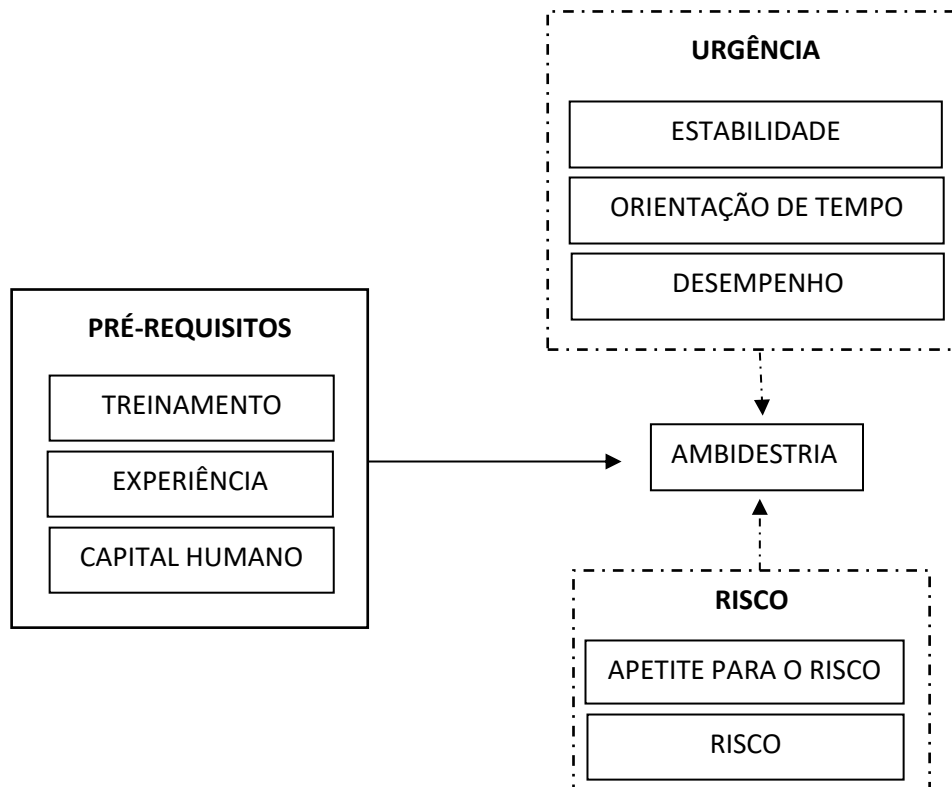 URGÊNCIA
ESTABILIDADE
ORIENTAÇÃO DE TEMPO
DESEMPENHO
PRÉ-REQUISITOS
TREINAMENTO
EXPERIÊNCIA
CAPITAL HUMANO
AMBIDESTRIA
RISCO
APETITE PARA O RISCO
RISCO